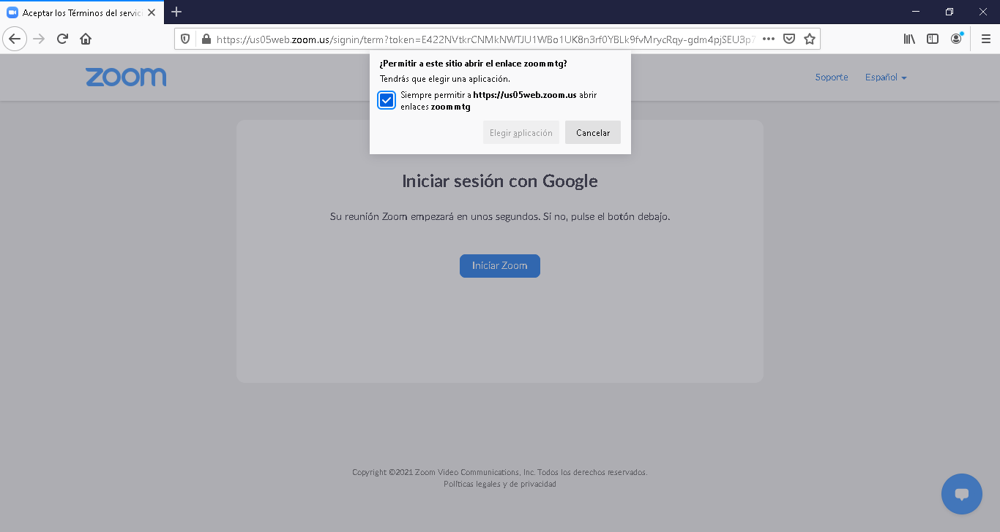 Aceptar los Términos del servici
https://us05web.zoom.us/signin/term?token=E422NVtkrCNMkNWTJU1WBo1UK8n3rf0YBLk9fvMrycRqy-gdm4pjSEU3p7
¿Permitir a este sitio abrir el enlace zoommtg?
Tendrás que elegir una aplicación.
Siempre permitir a https://us05web.zoom.us abrir
enlaces zoommtg
Elegir aplicación Cancelar
zoom
Soporte Español
Iniciar sesión con Google
Su reunión Zoom empezará en unos segundos. Si no, pulse el botón debajo.
Iniciar Zoom
Copyright ©2021 Zoom Video Communications, Inc. Todos los derechos reservados.
Políticas legales y de privacidad